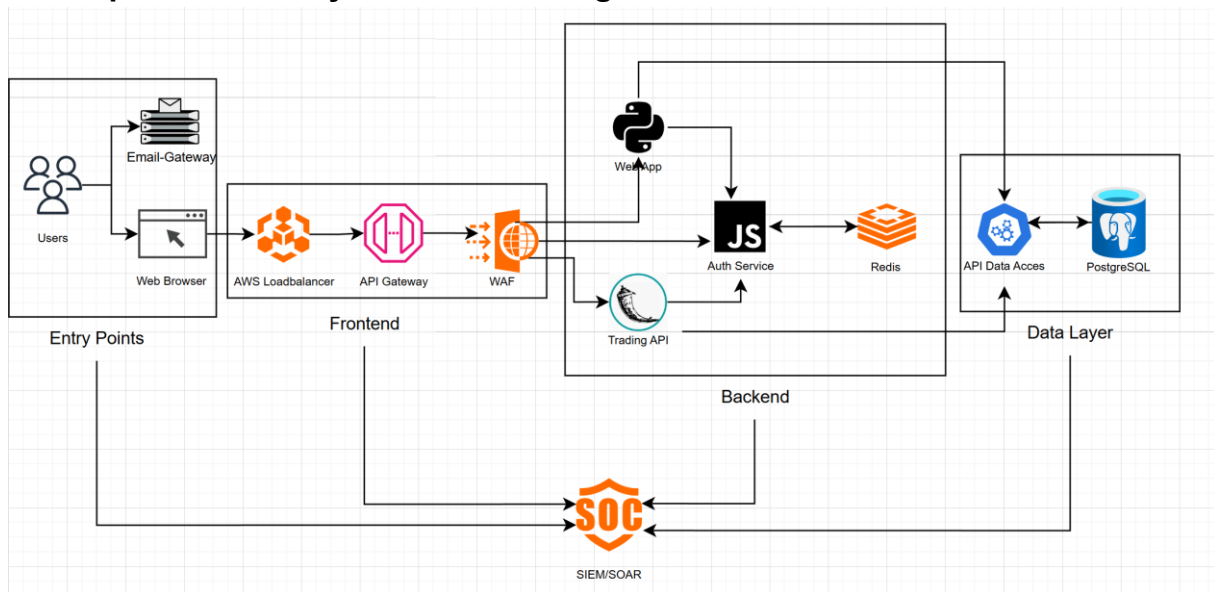 Email-Gateway
Users
Web Browser
Entry Points
AWS Loadbalancer
API Gateway
WAF
Frontend
Web App
JS
Auth Service
Redis
Trading API
Backend
API Data Acces
PostgreSQL
Data Layer
SOC
SIEM/SOAR